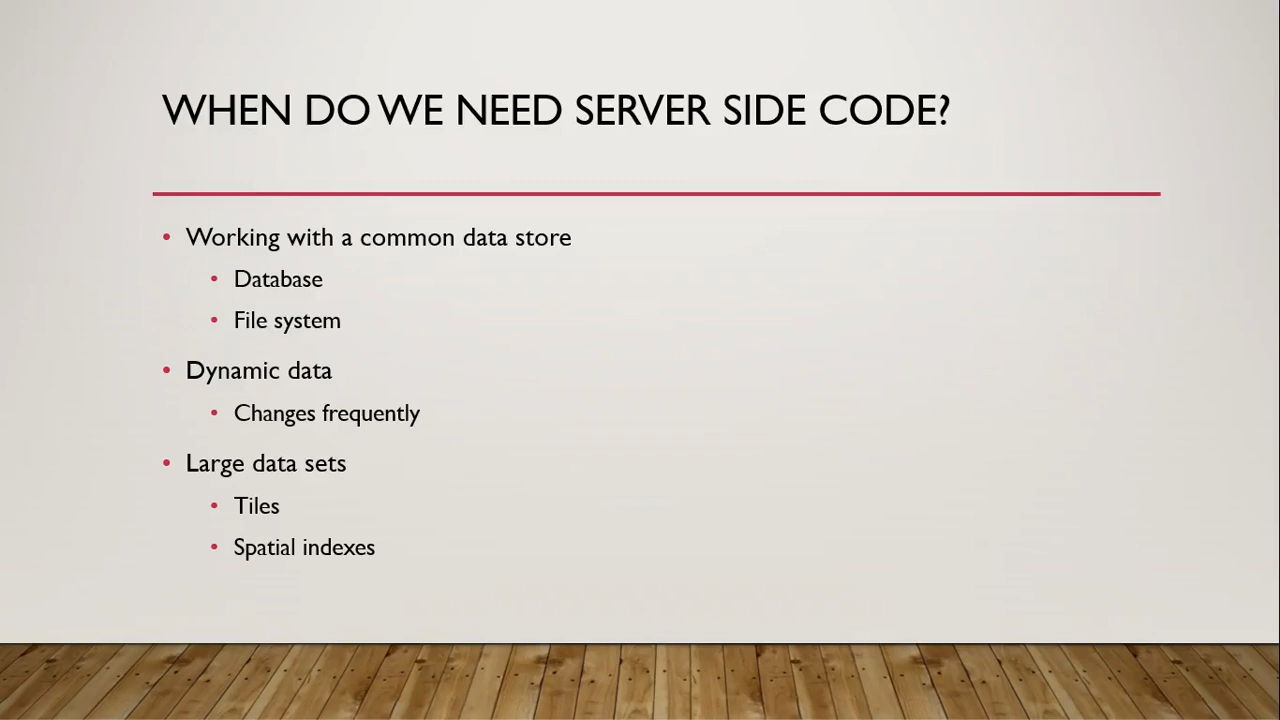 WHEN DO WE NEED SERVER SIDE CODE?
• Working with a common data store
• Database
• File system
• Dynamic data
• Changes frequently
• Large data sets
• Tiles
• Spatial indexes